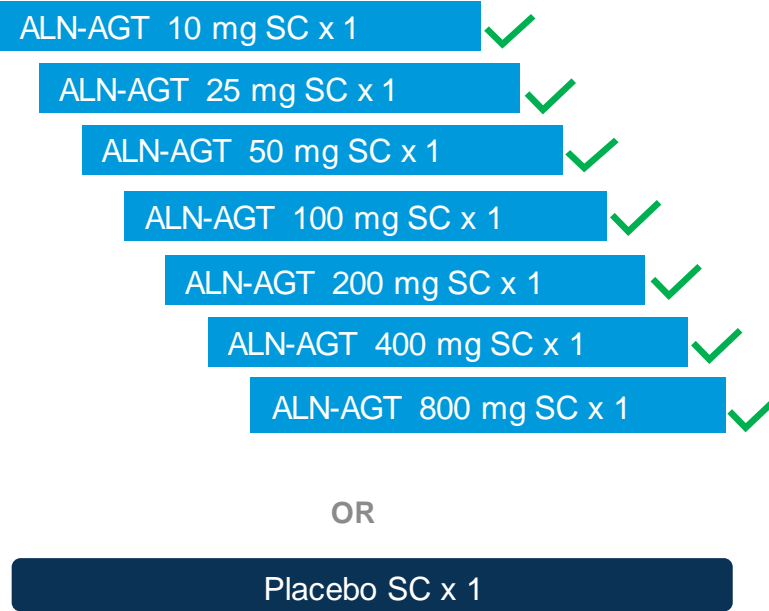 ALN-AGT 10 mg SC x 1
ALN-AGT 25 mg SC x 1
ALN-AGT 50 mg SC x 1
ALN-AGT 100 mg SC x 1
ALN-AGT 200 mg SC x 1
ALN-AGT 400 mg SC x 1
ALN-AGT 800 mg SC x 1
OR
Placebo SC x 1